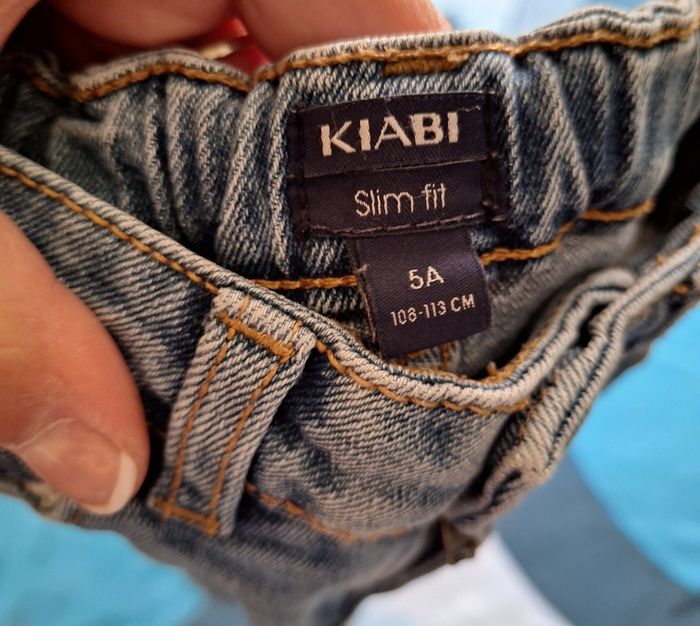 KIABI
Slim fit
5A
108-113 CM